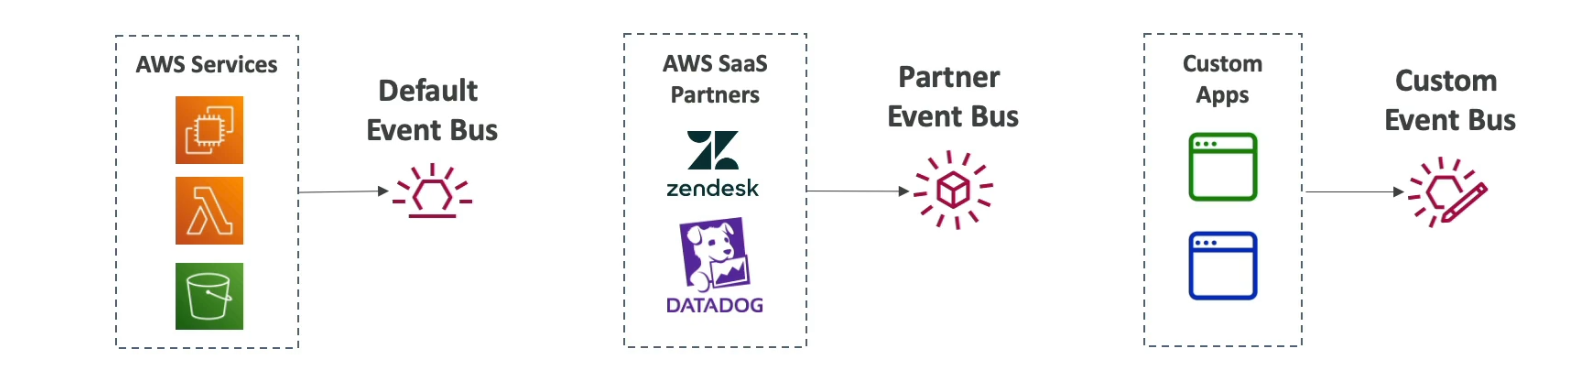 AWS Services
Default
Event Bus
AWS SaaS
Partners
zendesk
DATADOG
Partner
Event Bus
Custom
Apps
Custom
Event Bus